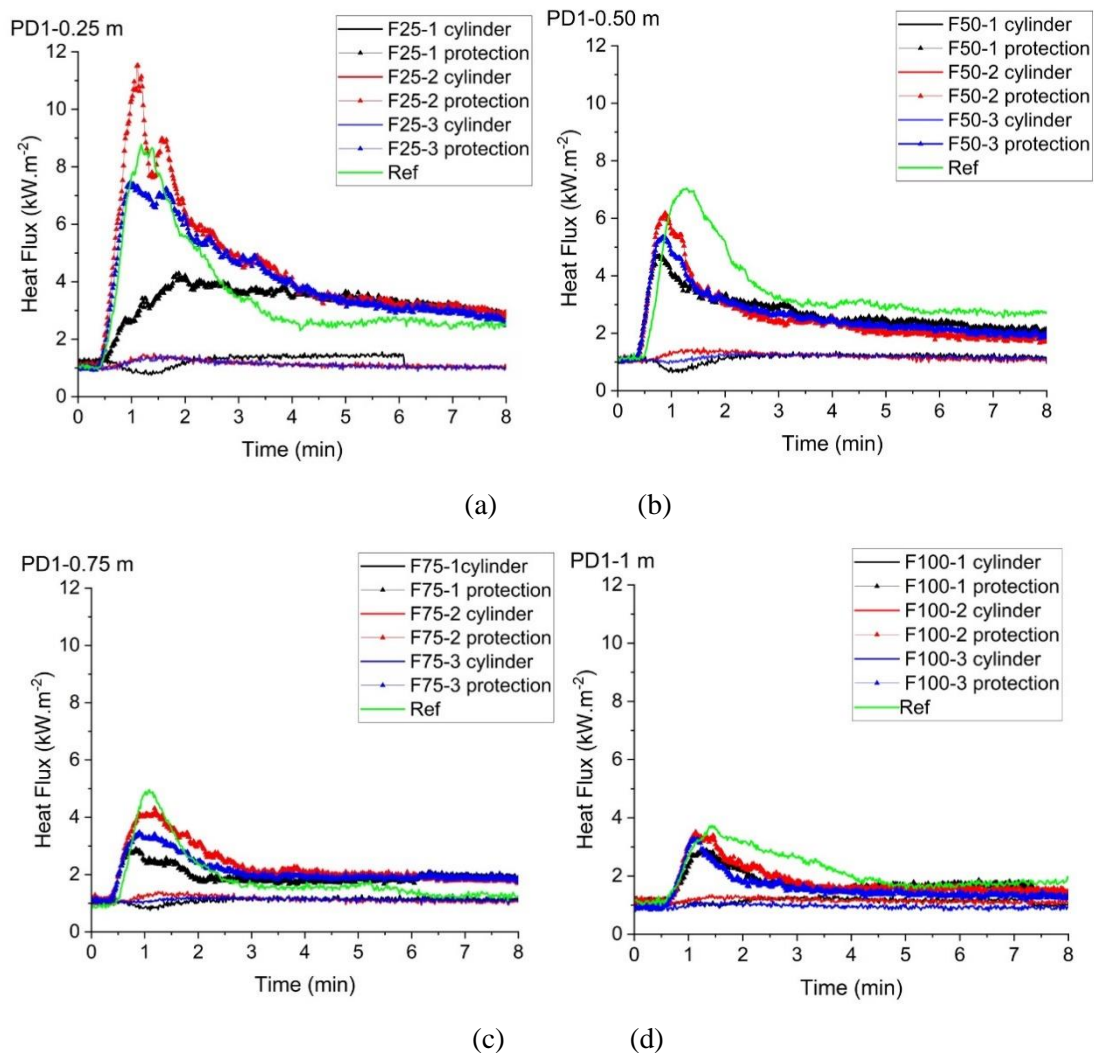 PD1-0.25 m
F25-1 cylinder
F25-1 protection
F25-2 cylinder
F25-2 protection
F25-3 cylinder
F25-3 protection
Ref
12
10
8
6
4
2
0
Heat Flux (kW.m-2)
0 1 2 3 4 5 6 7 8
Time (min)
(a)
PD1-0.50 m
F50-1 cylinder
F50-1 protection
F50-2 cylinder
F50-2 protection
F50-3 cylinder
F50-3 protection
Ref
12
10
8
6
4
2
0
Heat Flux (kW.m-2)
0 1 2 3 4 5 6 7 8
Time (min)
(b)
PD1-0.75 m
F75-1cylinder
F75-1 protection
F75-2 cylinder
F75-2 protection
F75-3 cylinder
F75-3 protection
Ref
12
10
8
6
4
2
0
Heat Flux (kW.m-2)
0 1 2 3 4 5 6 7 8
Time (min)
(c)
PD1-1 m
F100-1 cylinder
F100-1 protection
F100-2 cylinder
F100-2 protection
F100-3 cylinder
F100-3 protection
Ref
12
10
8
6
4
2
0
Heat Flux (kW.m-2)
0 1 2 3 4 5 6 7 8
Time (min)
(d)